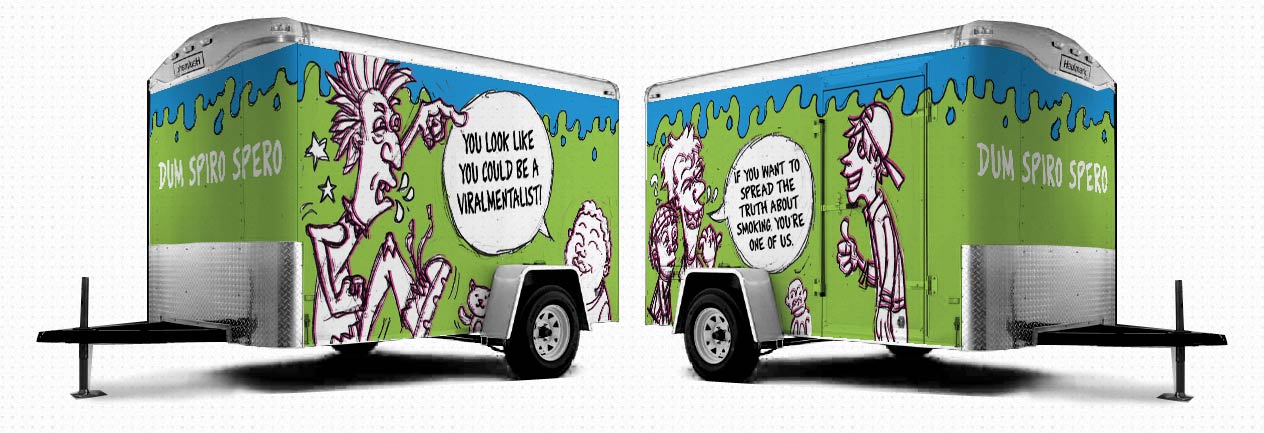 DUM SPIRO SPERO
YOU LOOK LIKE
YOU COULD BE A
VIRALMENTALIST!
Haulmark
IF YOU WANT TO
SPREAD THE
TRUTH ABOUT
SMOKING, YOU'RE
ONE OF US.
DUM SPIRO SPERO